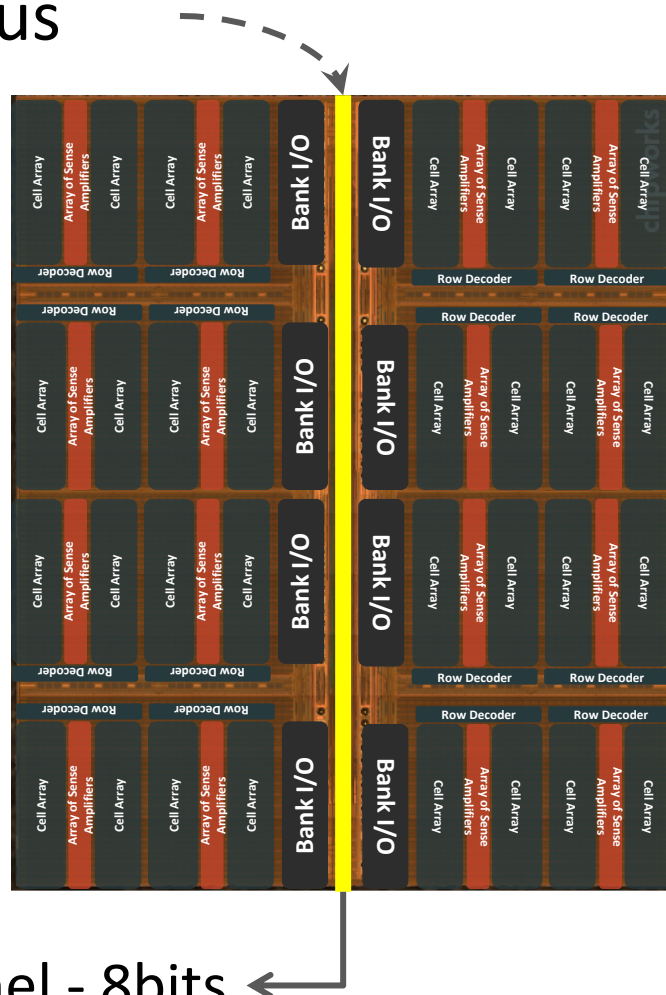 us
Cell Array
Array of Sense
Amplifiers
Cell Array
Cell Array
Array of Sense
Amplifiers
Cell Array
Bank I/O
Bank I/O
Cell Array
Array of Sense
Amplifiers
Cell Array
Cell Array
Array of Sense
Amplifiers
Cell Array
chipworks
Row Decoder
Row Decoder
Row Decoder
Row Decoder
Row Decoder
Row Decoder
Row Decoder
Row Decoder
Cell Array
Array of Sense
Amplifiers
Cell Array
Cell Array
Array of Sense
Amplifiers
Cell Array
Bank I/O
Bank I/O
Cell Array
Array of Sense
Amplifiers
Cell Array
Cell Array
Array of Sense
Amplifiers
Cell Array
Cell Array
Array of Sense
Amplifiers
Cell Array
Cell Array
Array of Sense
Amplifiers
Cell Array
Bank I/O
Bank I/O
Cell Array
Array of Sense
Amplifiers
Cell Array
Cell Array
Array of Sense
Amplifiers
Cell Array
Row Decoder
Row Decoder
Row Decoder
Row Decoder
Row Decoder
Row Decoder
Row Decoder
Row Decoder
Cell Array
Array of Sense
Amplifiers
Cell Array
Cell Array
Array of Sense
Amplifiers
Cell Array
Bank I/O
Bank I/O
Cell Array
Array of Sense
Amplifiers
Cell Array
Cell Array
Array of Sense
Amplifiers
Cell Array
nel - 8bits